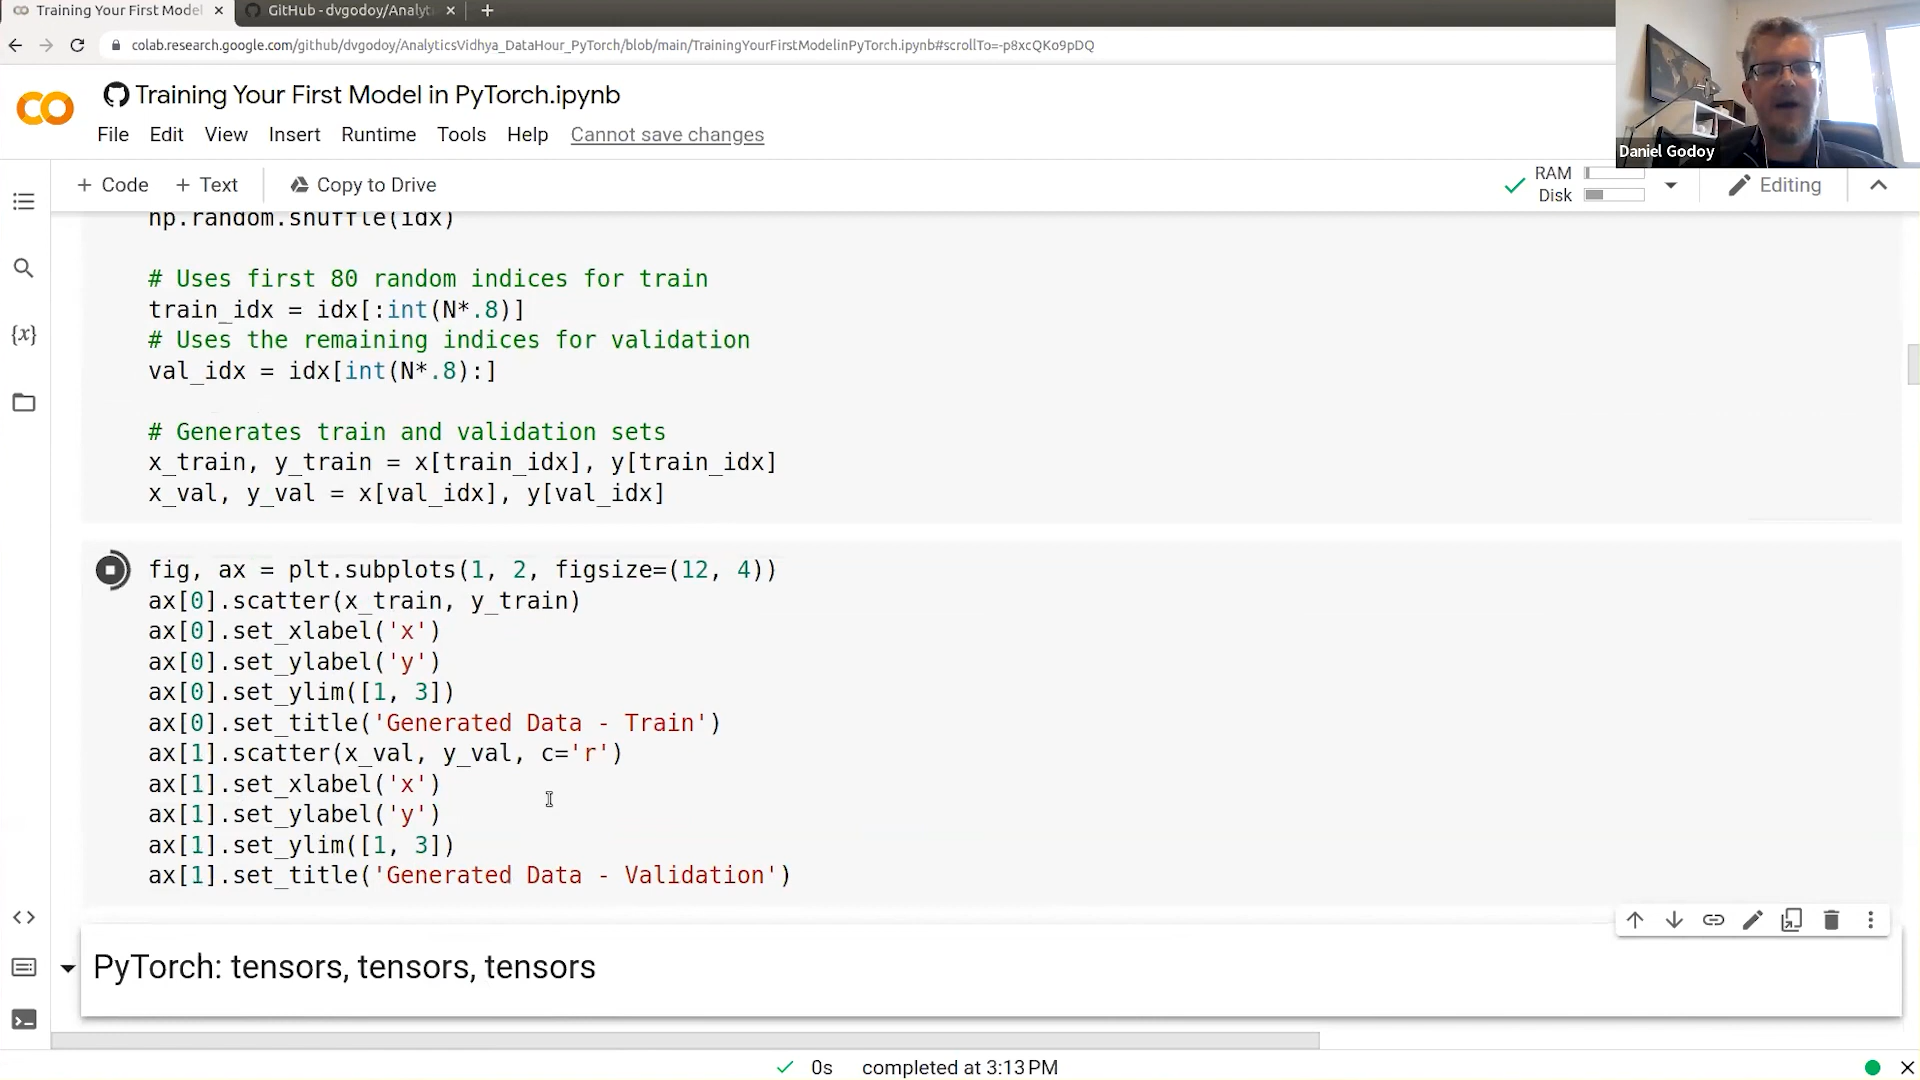 Training Your First Model
GitHub - dvgodoy/Analyti
colab.research.google.com/github/dvgodoy/AnalyticsVidhya_DataHour_PyTorch/blob/main/TrainingYourFirstModelinPyTorch.ipynb#scrollTo=-p8xcQKo9pDQ
Training Your First Model in PyTorch.ipynb
File Edit View Insert Runtime Tools Help Cannot save changes
Daniel Godoy
+ Code + Text Copy to Drive
RAM
Disk
Editing
np.random.shuffle(idx)
# Uses first 80 random indices for train
train_idx = idx[:int(N*.8)]
# Uses the remaining indices for validation
val_idx = idx[int(N*.8):]
# Generates train and validation sets
x_train, y_train = x[train_idx], y[train_idx]
x_val, y_val = x[val_idx], y[val_idx]
fig, ax = plt.subplots(1, 2, figsize=(12, 4))
ax[0].scatter(x_train, y_train)
ax[0].set_xlabel('x')
ax[0].set_ylabel('y')
ax[0].set_ylim([1, 3])
ax[0].set_title('Generated Data - Train')
ax[1].scatter(x_val, y_val, c='r')
ax[1].set_xlabel('x')
ax[1].set_ylabel('y')
ax[1].set_ylim([1, 3])
ax[1].set_title('Generated Data - Validation')
PyTorch: tensors, tensors, tensors
0s completed at 3:13 PM